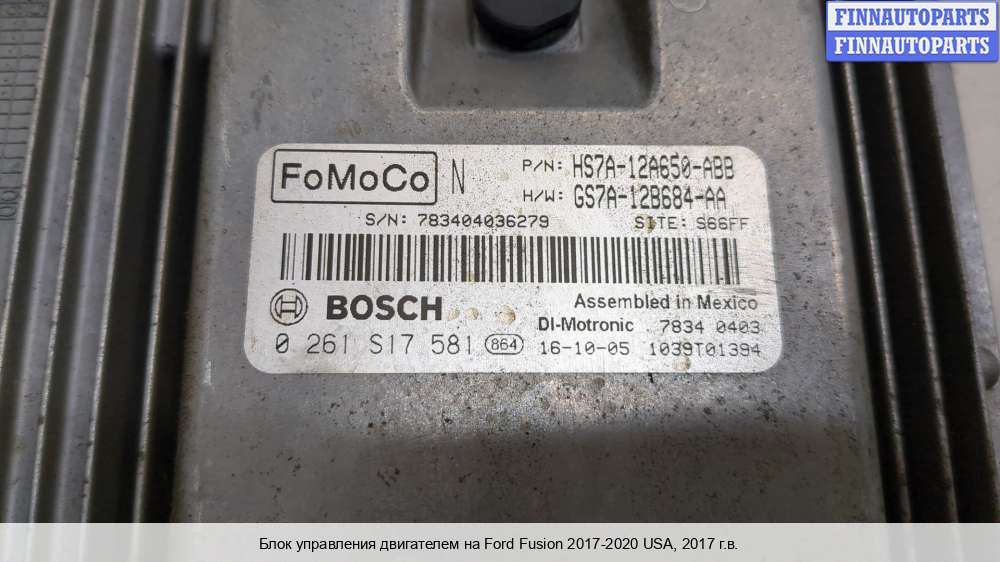 FINNAUTOPARTS
FINNAUTOPARTS
FoMoCo N P/N: HS7A-12A650-ABB
H/W: GS7A-12B684-AA
S/N: 783404036279 SITE: S66FF
BOSCH Assembled in Mexico
DI-Motronic 7834 0403
0 261 S17 581 864 16-10-05 1039T01394
Блок управления двигателем на Ford Fusion 2017-2020 USA, 2017 г.в.